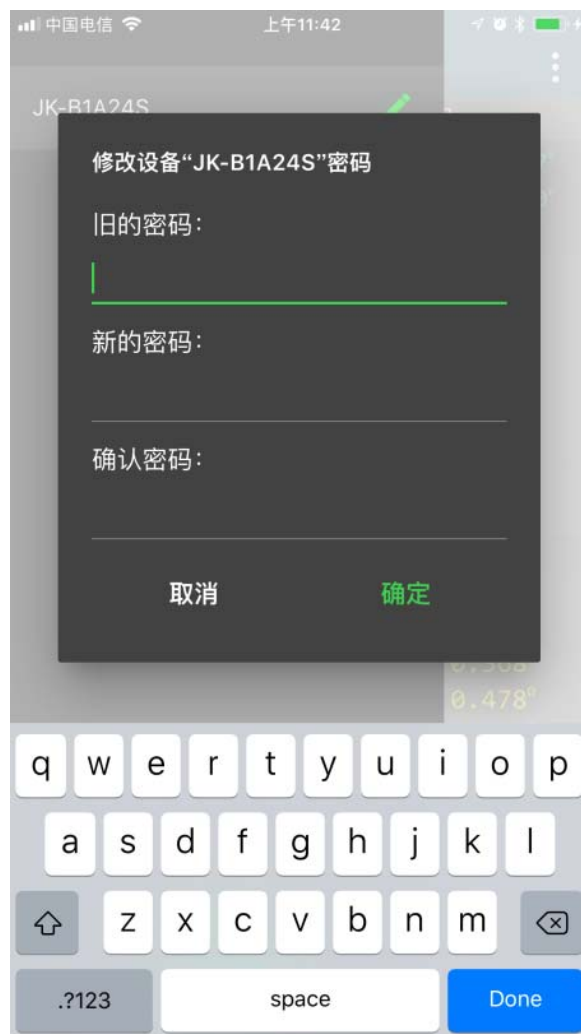 中国电信 上午11:42
JK-B1A24S
修改设备“JK-B1A24S”密码
旧的密码：
新的密码：
确认密码：
取消 确定
0.478
q w e r t y u i o p
a s d f g h j k l
z x c v b n m
.?123 space Done